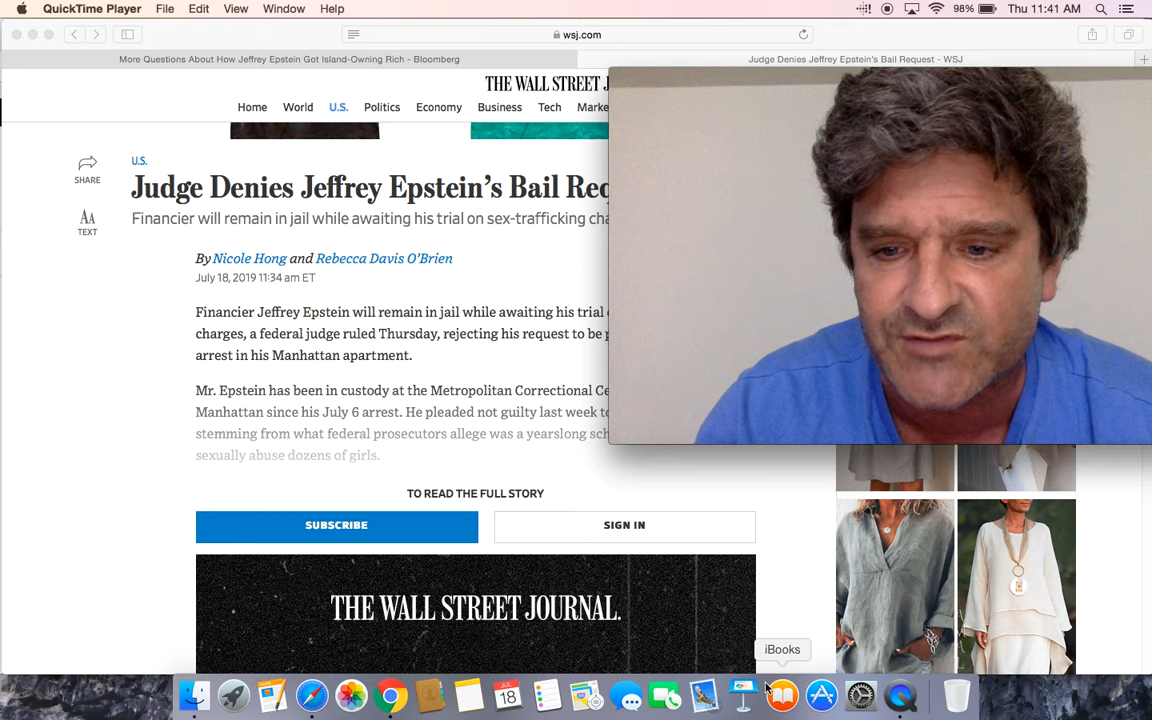 QuickTime Player File Edit View Window Help 98% Thu 11:41 AM
wsj.com
More Questions About How Jeffrey Epstein Got Island-Owning Rich - Bloomberg
Judge Denies Jeffrey Epstein's Bail Request - WSJ
THE WALL STREET J
Home World U.S. Politics Economy Business Tech Marke
U.S.
SHARE
Judge Denies Jeffrey Epstein’s Bail Req
Financier will remain in jail while awaiting his trial on sex-trafficking cha
AA
TEXT
By Nicole Hong and Rebecca Davis O’Brien
July 18, 2019 11:34 am ET
Financier Jeffrey Epstein will remain in jail while awaiting his trial
charges, a federal judge ruled Thursday, rejecting his request to be
arrest in his Manhattan apartment.
Mr. Epstein has been in custody at the Metropolitan Correctional Ce
Manhattan since his July 6 arrest. He pleaded not guilty last week to
stemming from what federal prosecutors allege was a yearslong sch
sexually abuse dozens of girls.
TO READ THE FULL STORY
SUBSCRIBE
SIGN IN
THE WALL STREET JOURNAL.
iBooks
JUL
18